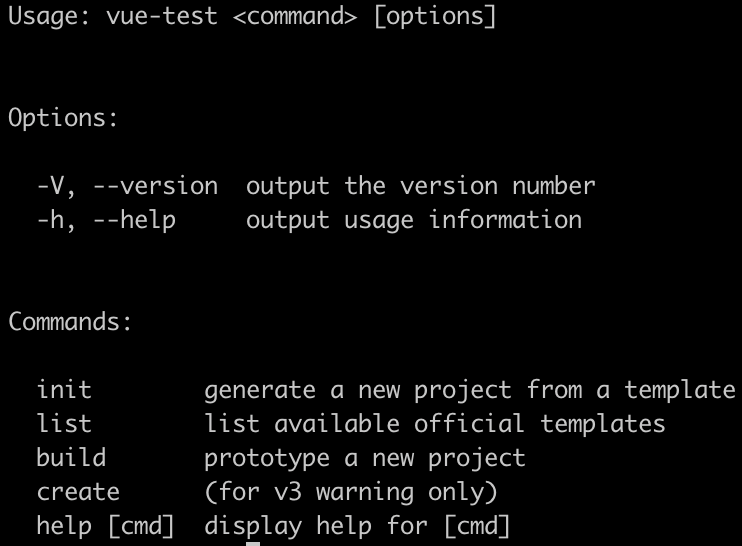 Usage: vue-test <command> [options]
Options:
-V, --version  output the version number
-h, --help     output usage information
Commands:
init        generate a new project from a template
list        list available official templates
build       prototype a new project
create      (for v3 warning only)
help [cmd]  display help for [cmd]